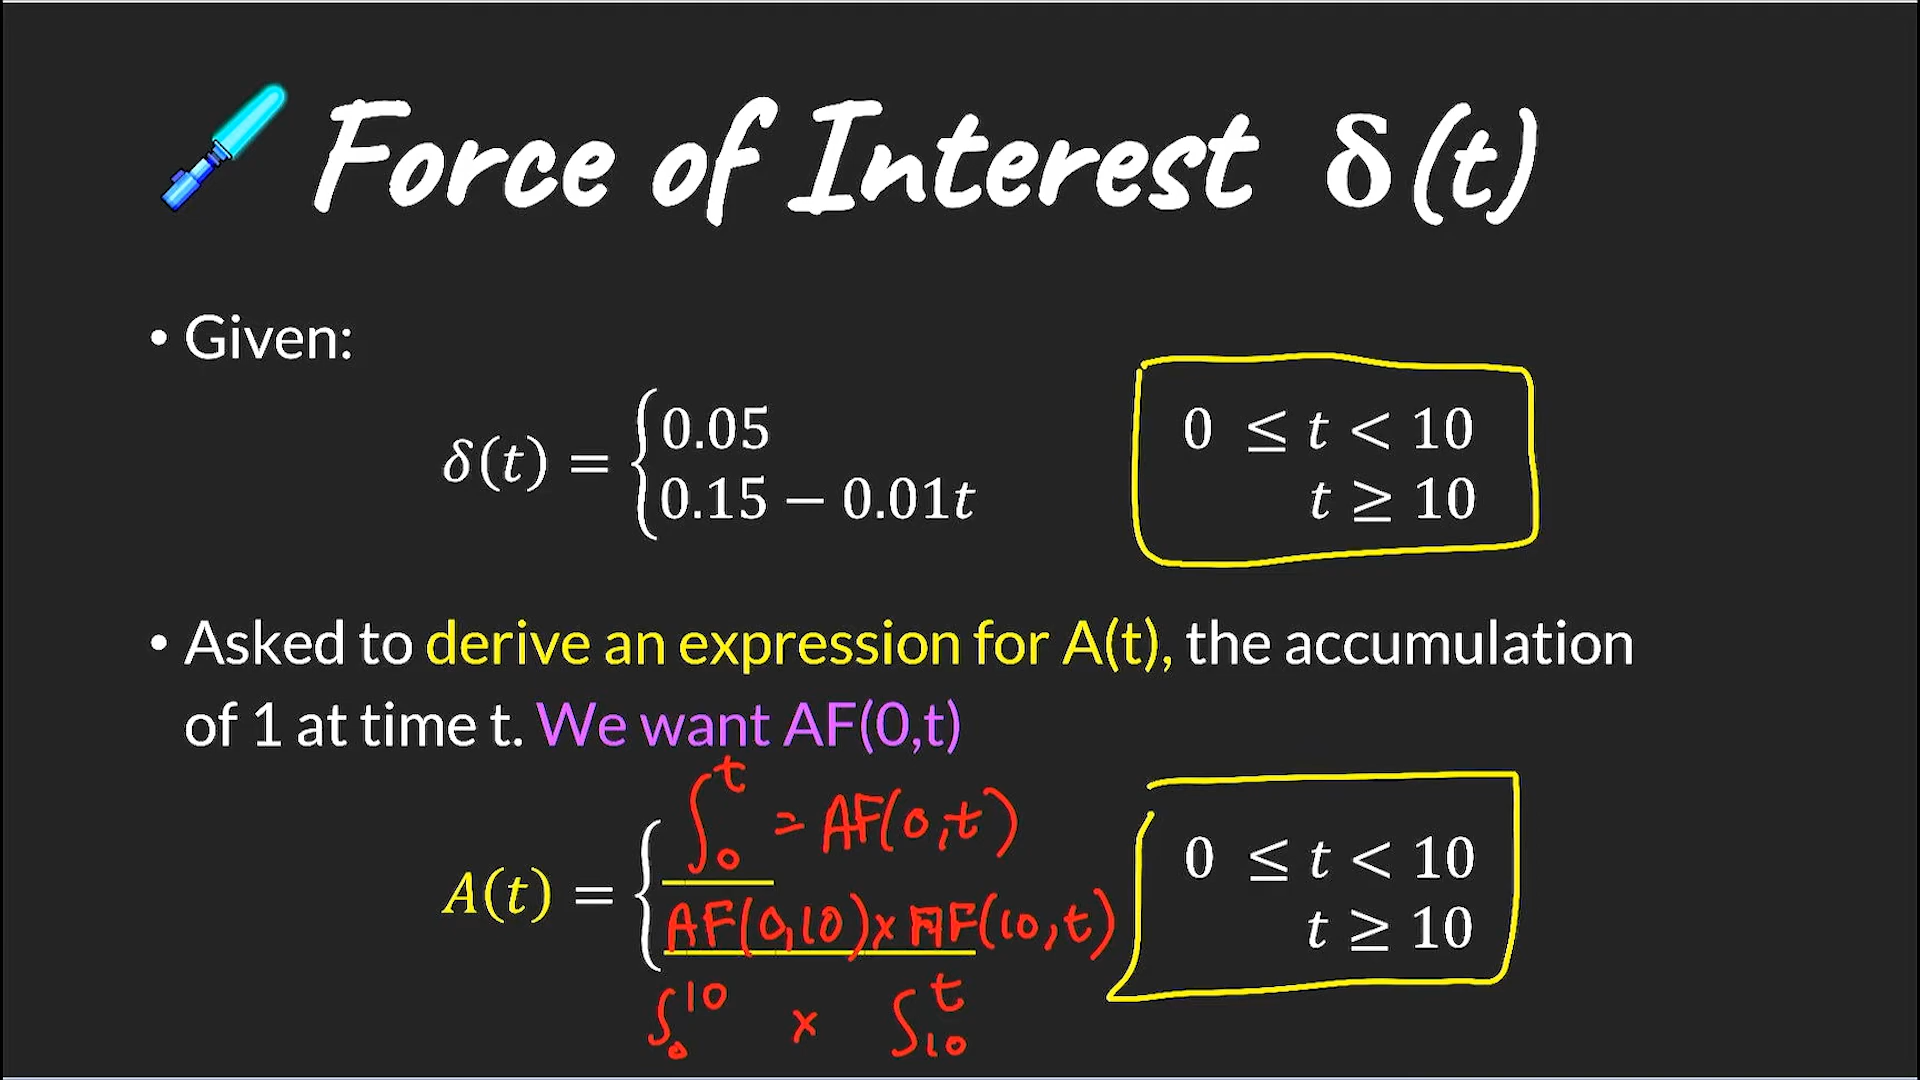 Force of Interest δ(t)
• Given:
δ(t) = {0.05 0 ≤ t < 10
0.15 − 0.01t t ≥ 10
• Asked to derive an expression for A(t), the accumulation
of 1 at time t. We want AF(0,t)
∫₀ᵗ = AF(0,t)
A(t) = { 0 ≤ t < 10
AF(0,10) x AF(10,t) t ≥ 10
∫₀¹⁰ x ∫₁₀ᵗ